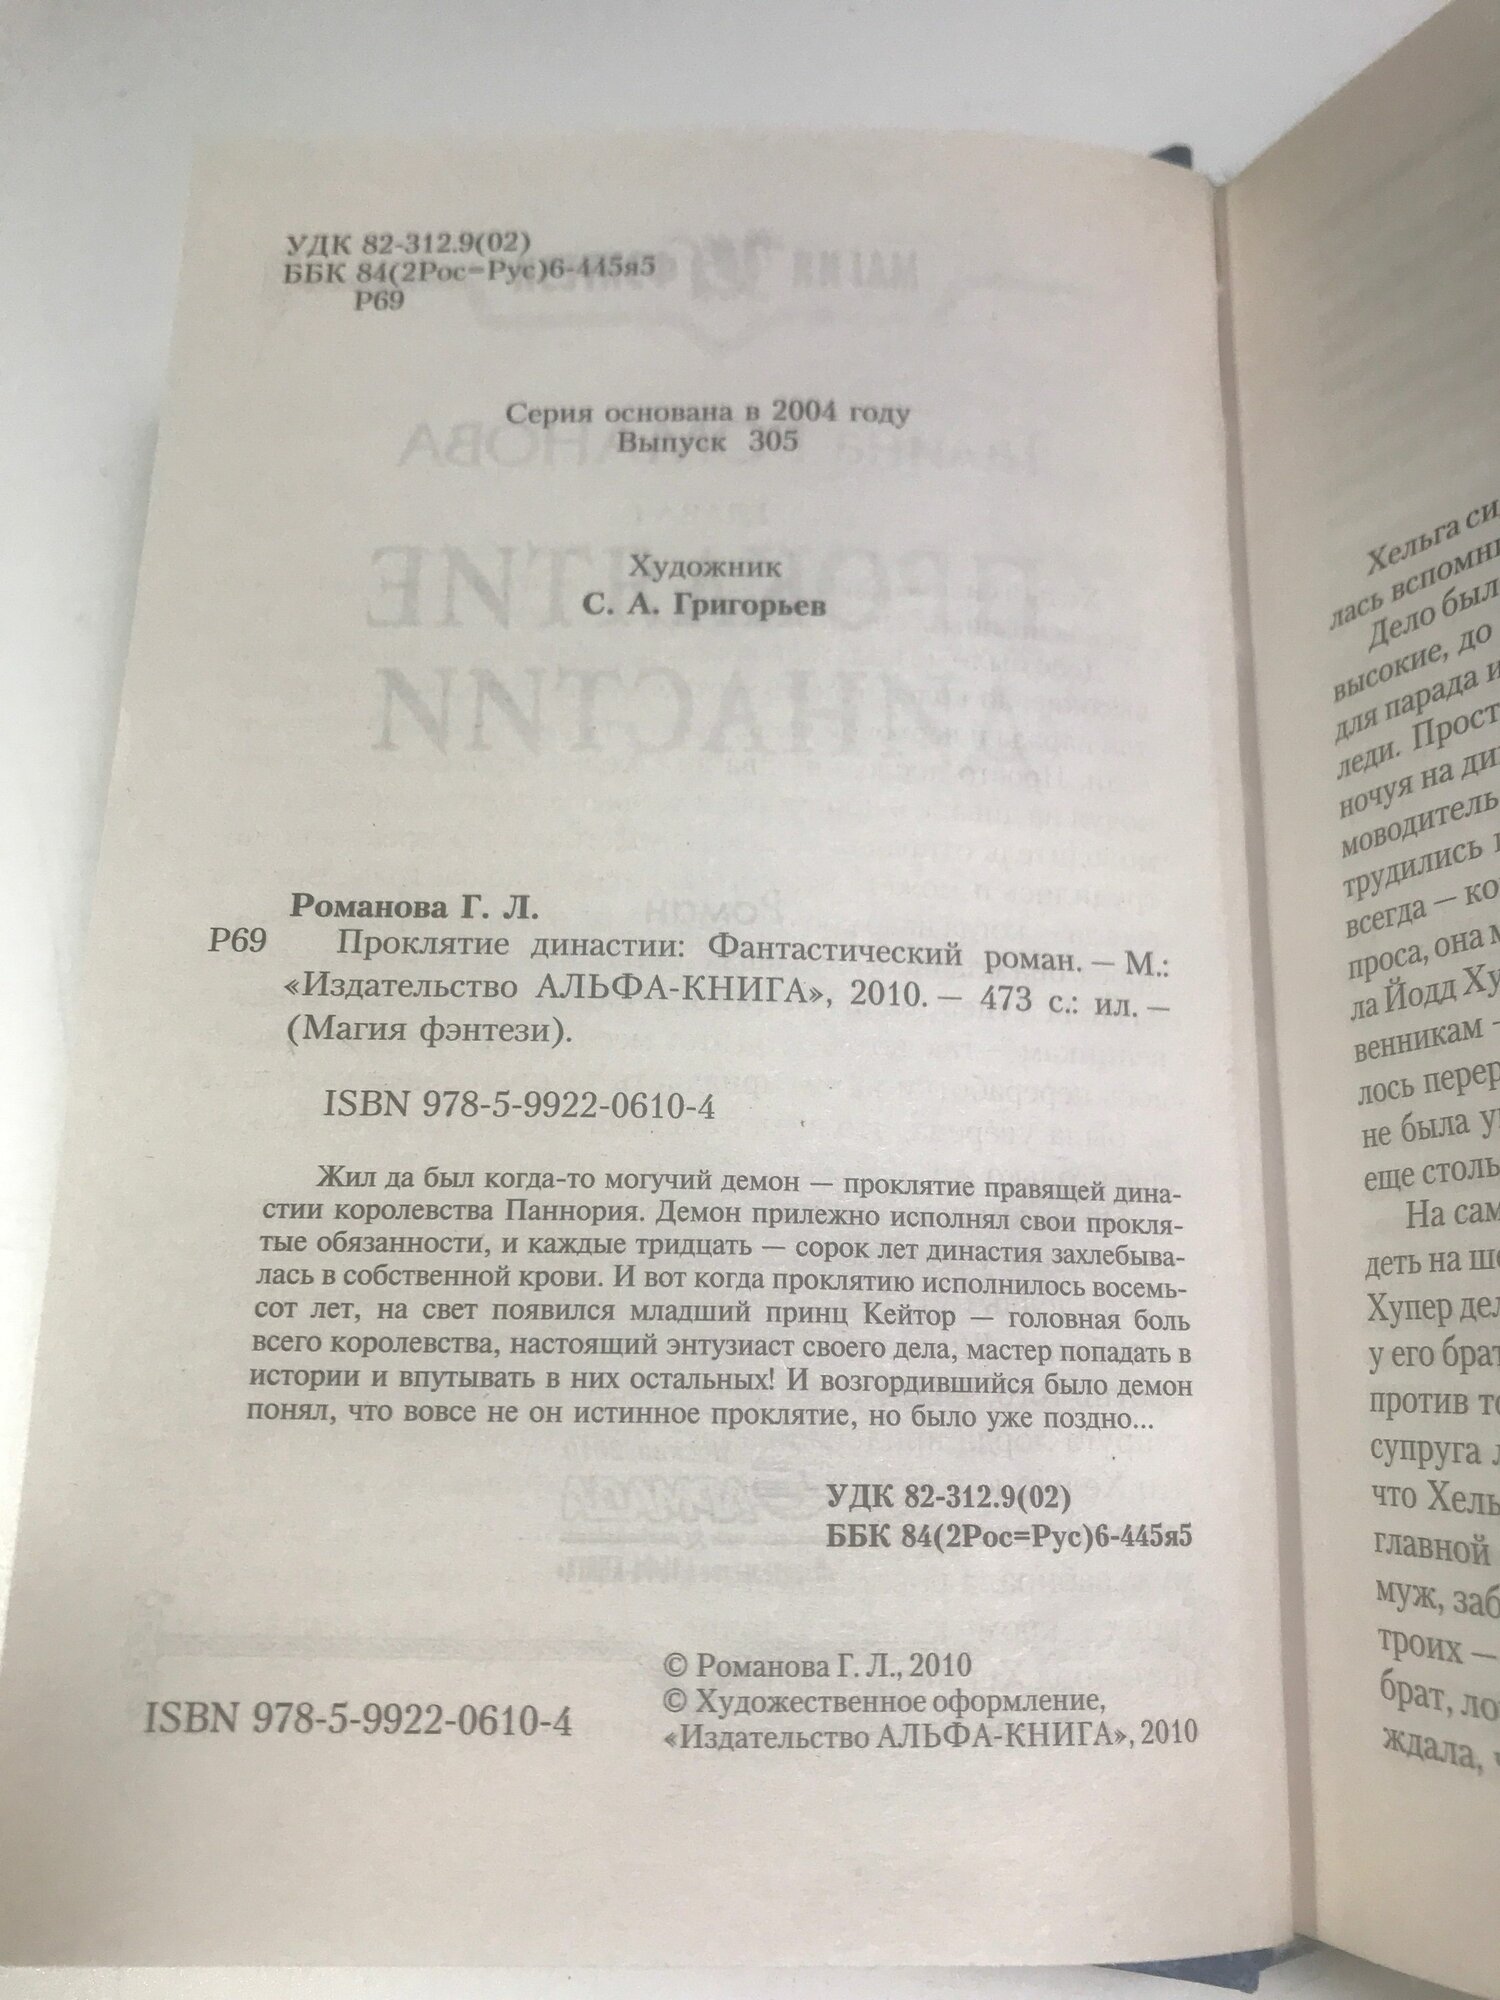 УДК 82-312.9(02)
ББК 84(2Рос=Рус)6-445я5
Р69
Серия основана в 2004 году
Выпуск 305
Художник
С. А. Григорьев
Романова Г. Л.
Р69 Проклятие династии: Фантастический роман. — М.:
«Издательство АЛЬФА-КНИГА», 2010. — 473 с.: ил. —
(Магия фэнтези).
ISBN 978-5-9922-0610-4
Жил да был когда-то могучий демон — проклятие правящей дина-
стии королевства Паннория. Демон прилежно исполнял свои прокля-
тые обязанности, и каждые тридцать — сорок лет династия захлебыва-
лась в собственной крови. И вот когда проклятию исполнилось восемь-
сот лет, на свет появился младший принц Кейтор — головная боль
всего королевства, настоящий энтузиаст своего дела, мастер попадать в
истории и впутывать в них остальных! И возгордившийся было демон
понял, что вовсе не он истинное проклятие, но было уже поздно...
УДК 82-312.9(02)
ББК 84(2Рос=Рус)6-445я5
© Романова Г. Л., 2010
© Художественное оформление,
«Издательство АЛЬФА-КНИГА», 2010
ISBN 978-5-9922-0610-4
Хельга си
лась вспомн
Дело был
высокие, до
для парада и
леди. Прост
ночуя на ди
моводитель
трудились
всегда — ко
проса, она м
ла Йодд Ху
венникам —
лось перер
не была у
еще столь
На сам
деть на ш
Хупер дел
у его брат
против т
супруга
что Хель
главной
муж, заб
троих —
брат, ло
ждала,